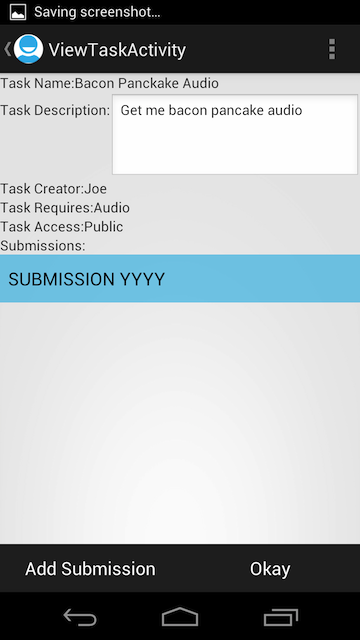 Saving screenshot...
ViewTaskActivity
Task Name:Bacon Panckake Audio
Task Description: Get me bacon pancake audio
Task Creator:Joe
Task Requires:Audio
Task Access:Public
Submissions:
SUBMISSION YYYY
Add Submission Okay